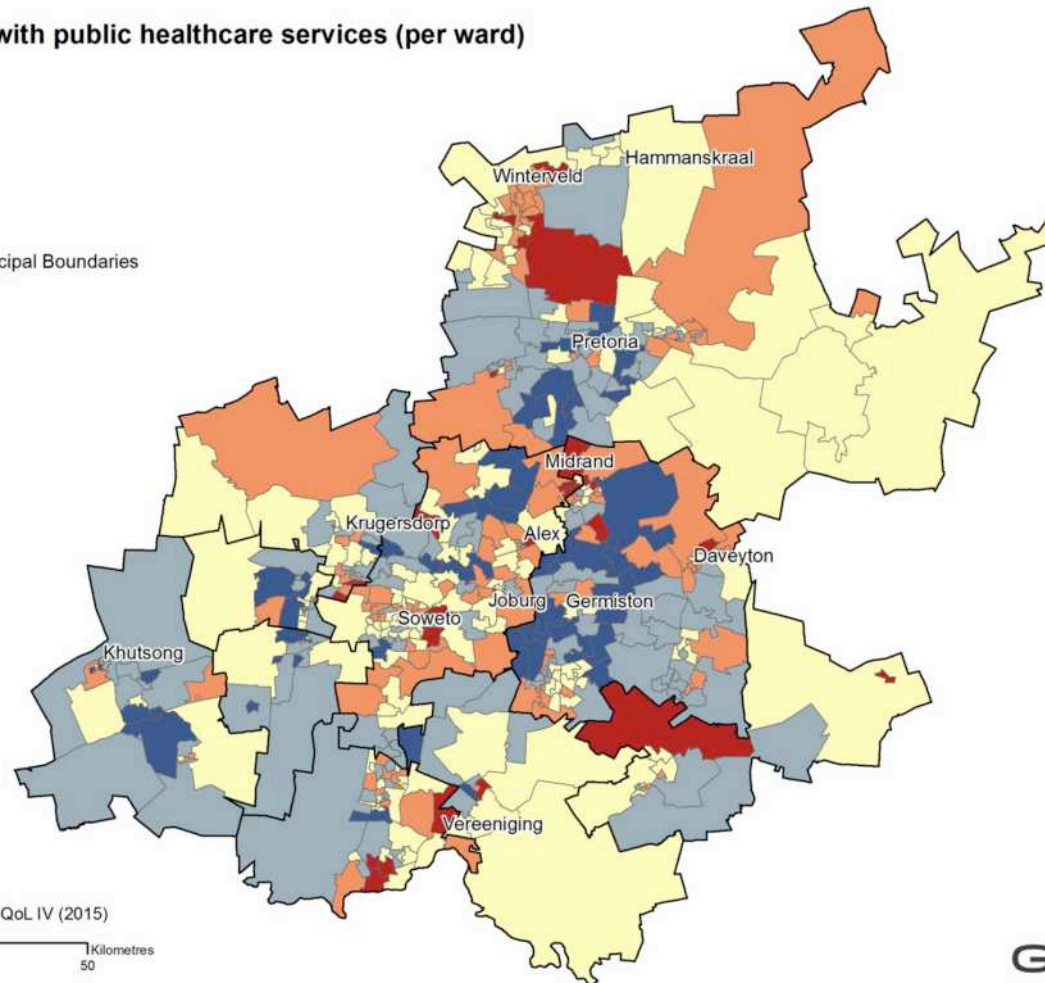 with public healthcare services (per ward)
Hammanskraal
Winterveld
cipal Boundaries
Pretoria
Midrand
Krugersdorp
Alex
Daveyton
Joburg
Germiston
Soweto
Khutsong
Vereeniging
QoL IV (2015)
Kilometres
50
G